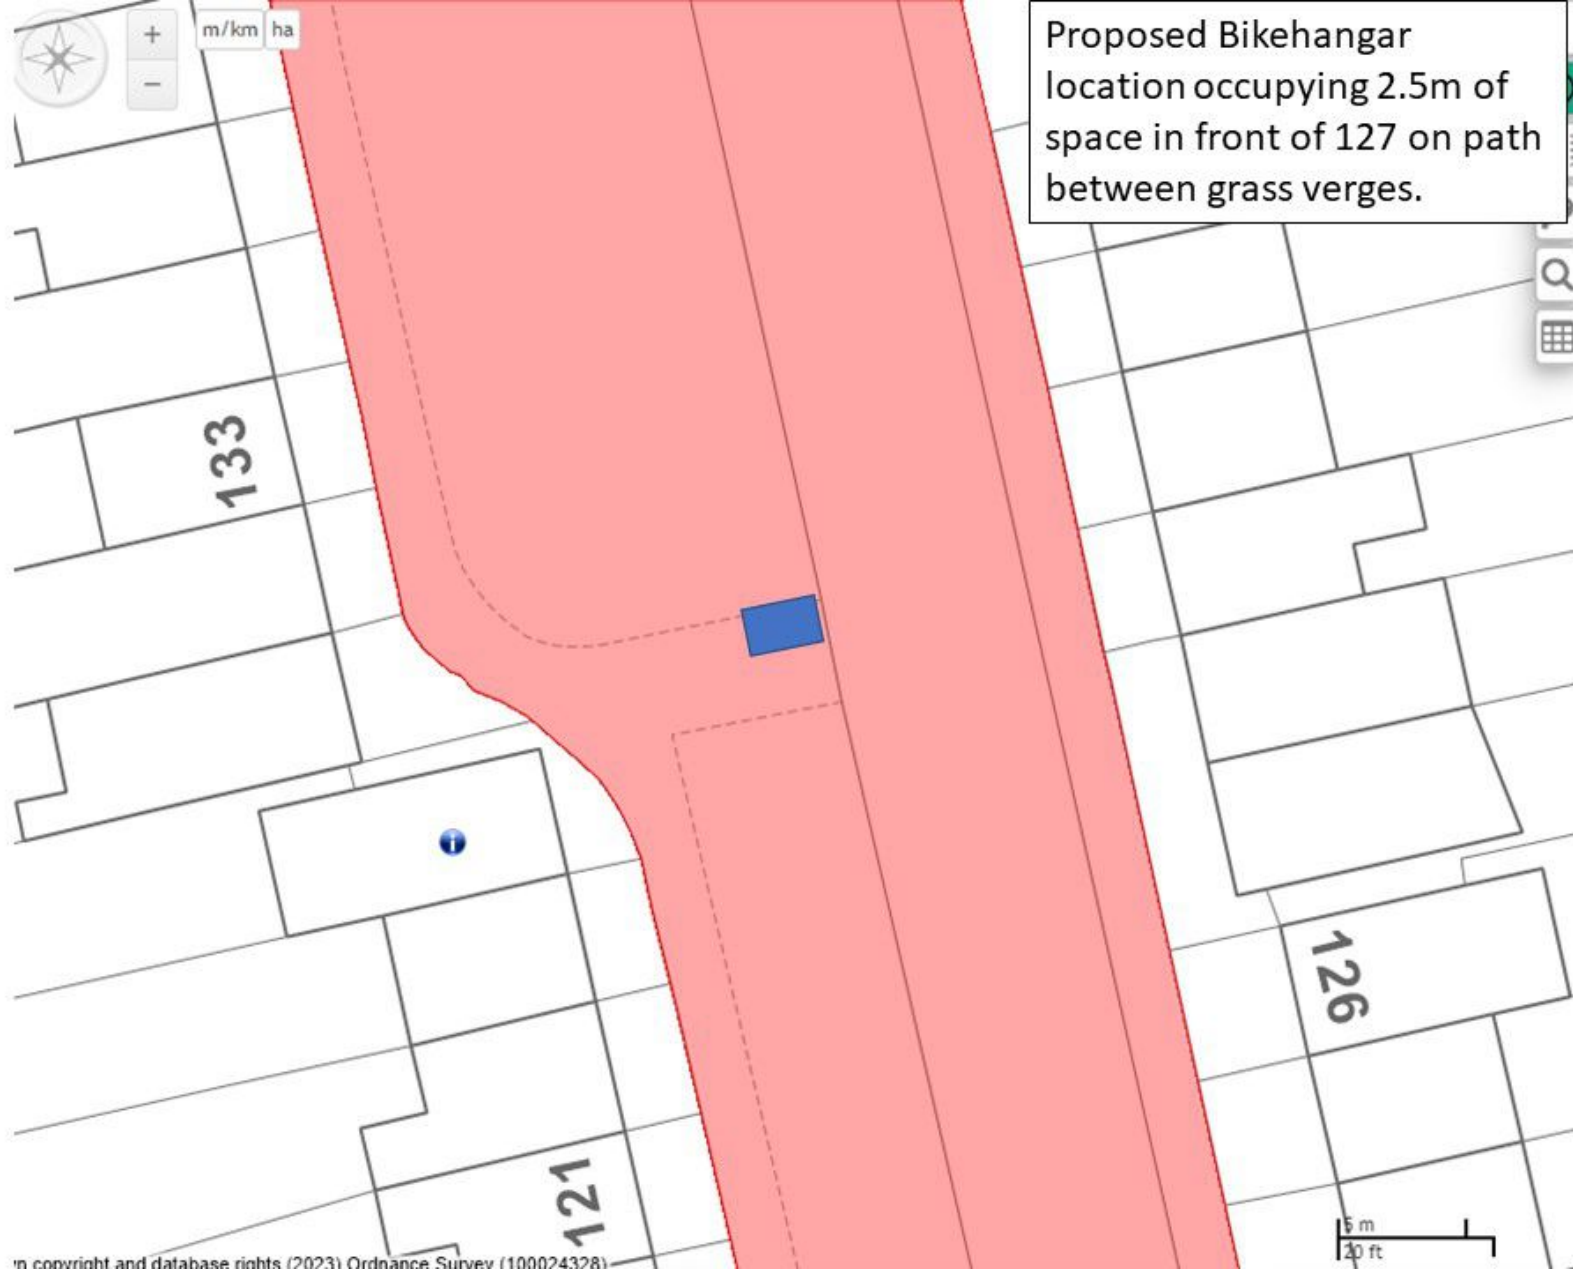 m/km ha
Proposed Bikehangar
location occupying 2.5m of
space in front of 127 on path
between grass verges.
133
126
121
5 m
20 ft
copyright and database rights (2023) Ordnance Survey (100024328)